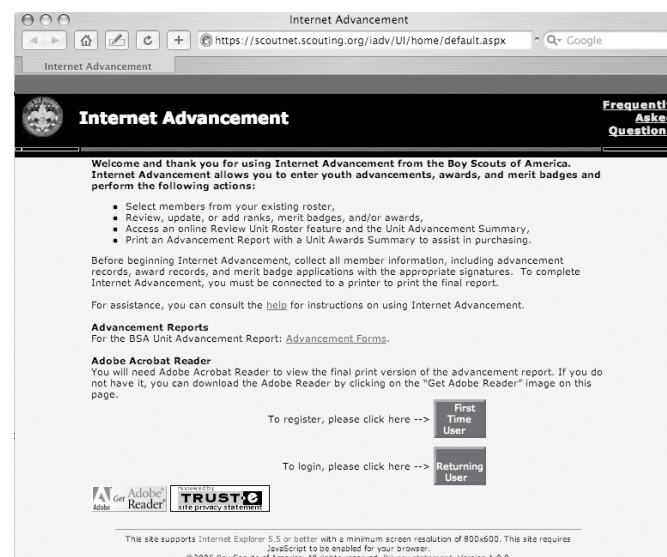 Internet Advancement
https://scoutnet.scouting.org/iadv/UI/home/default.aspx
Google
Internet Advancement
Internet Advancement
Frequently
Asked
Question
Welcome and thank you for using Internet Advancement from the Boy Scouts of America.
Internet Advancement allows you to enter youth advancements, awards, and merit badges and
perform the following actions:
• Select members from your existing roster,
• Review, update, or add ranks, merit badges, and/or awards,
• Access an online Review Unit Roster feature and the Unit Advancement Summary,
• Print an Advancement Report with a Unit Awards Summary to assist in purchasing.
Before beginning Internet Advancement, collect all member information, including advancement
records, award records, and merit badge applications with the appropriate signatures. To complete
Internet Advancement, you must be connected to a printer to print the final report.
For assistance, you can consult the help for instructions on using Internet Advancement.
Advancement Reports
For the BSA Unit Advancement Report: Advancement Forms.
Adobe Acrobat Reader
You will need Adobe Acrobat Reader to view the final print version of the advancement report. If you do
not have it, you can download the Adobe Reader by clicking on the "Get Adobe Reader" image on this
page.
To register, please click here -->
First
Time
User
To login, please click here -->
Returning
User
Adobe
Get Adobe
Reader
reviewed by
TRUSTe
site privacy statement
This site supports Internet Explorer 5.5 or better with a minimum screen resolution of 800x600. This site requires
JavaScript to be enabled for your browser.